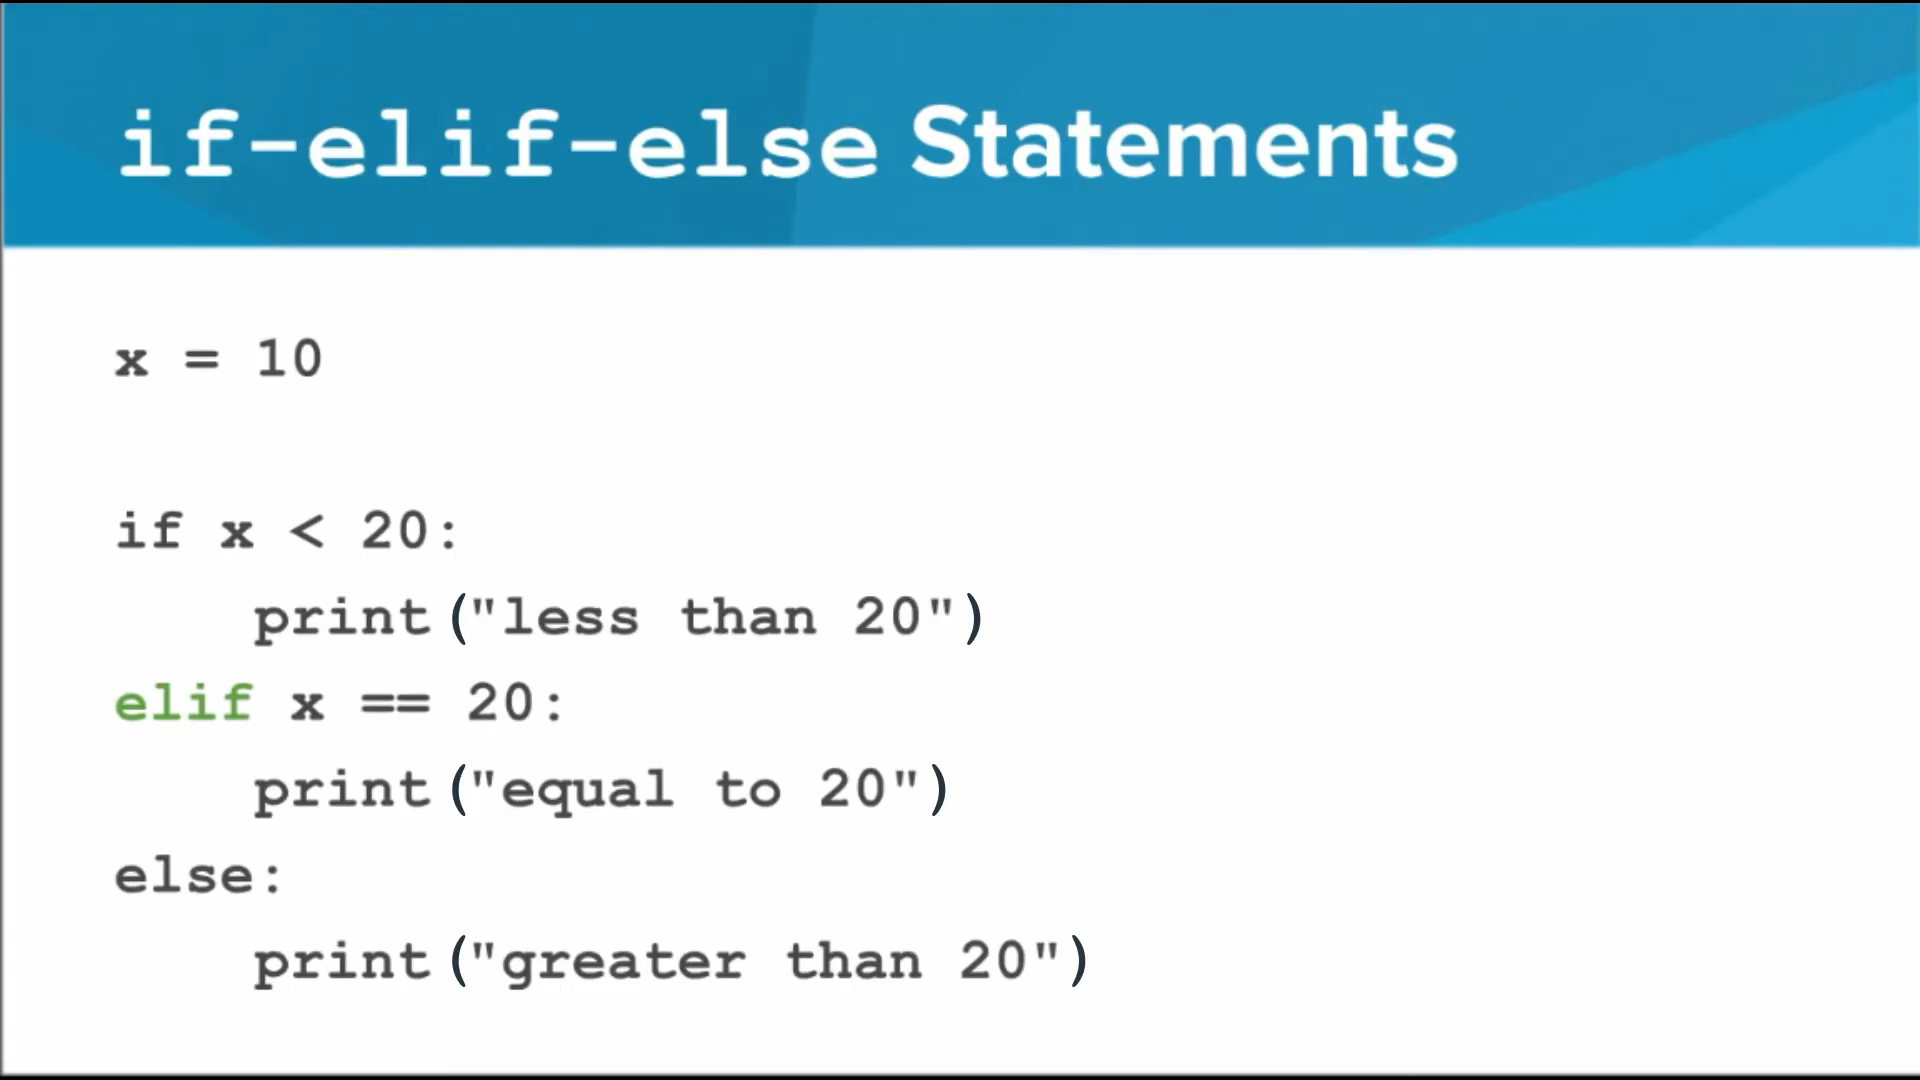 if-elif-else Statements
x = 10
if x < 20:
    print("less than 20")
elif x == 20:
    print("equal to 20")
else:
    print("greater than 20")